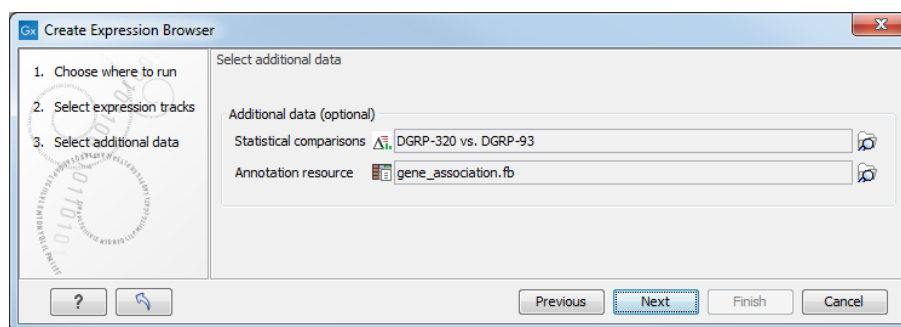 Gx Create Expression Browser
1. Choose where to run
2. Select expression tracks
3. Select additional data
Select additional data
Additional data (optional)
Statistical comparisons DGRP-320 vs. DGRP-93
Annotation resource gene_association.fb
? Previous Next Finish Cancel